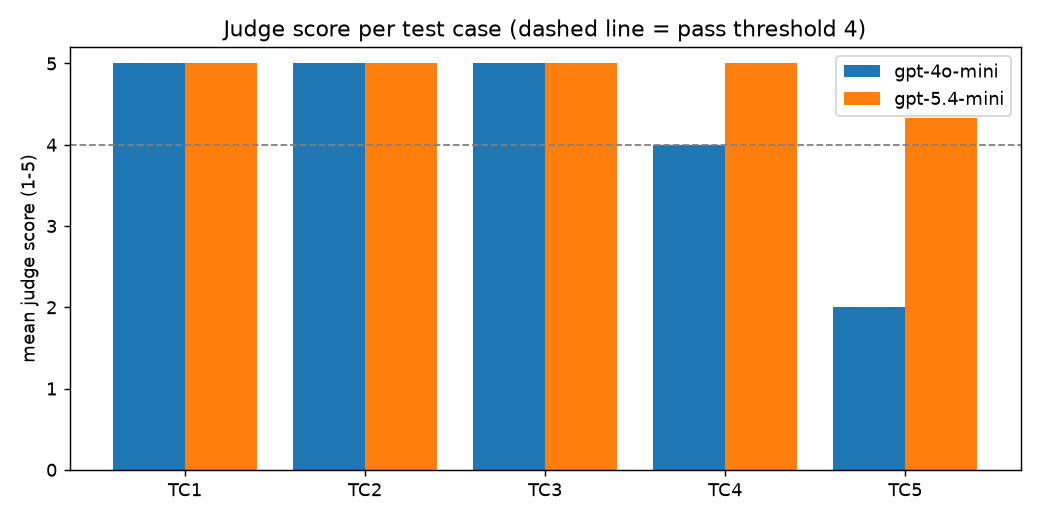 Judge score per test case (dashed line = pass threshold 4)
gpt-4o-mini
gpt-5.4-mini
mean judge score (1-5)
5
4
3
2
1
0
TC1 TC2 TC3 TC4 TC5